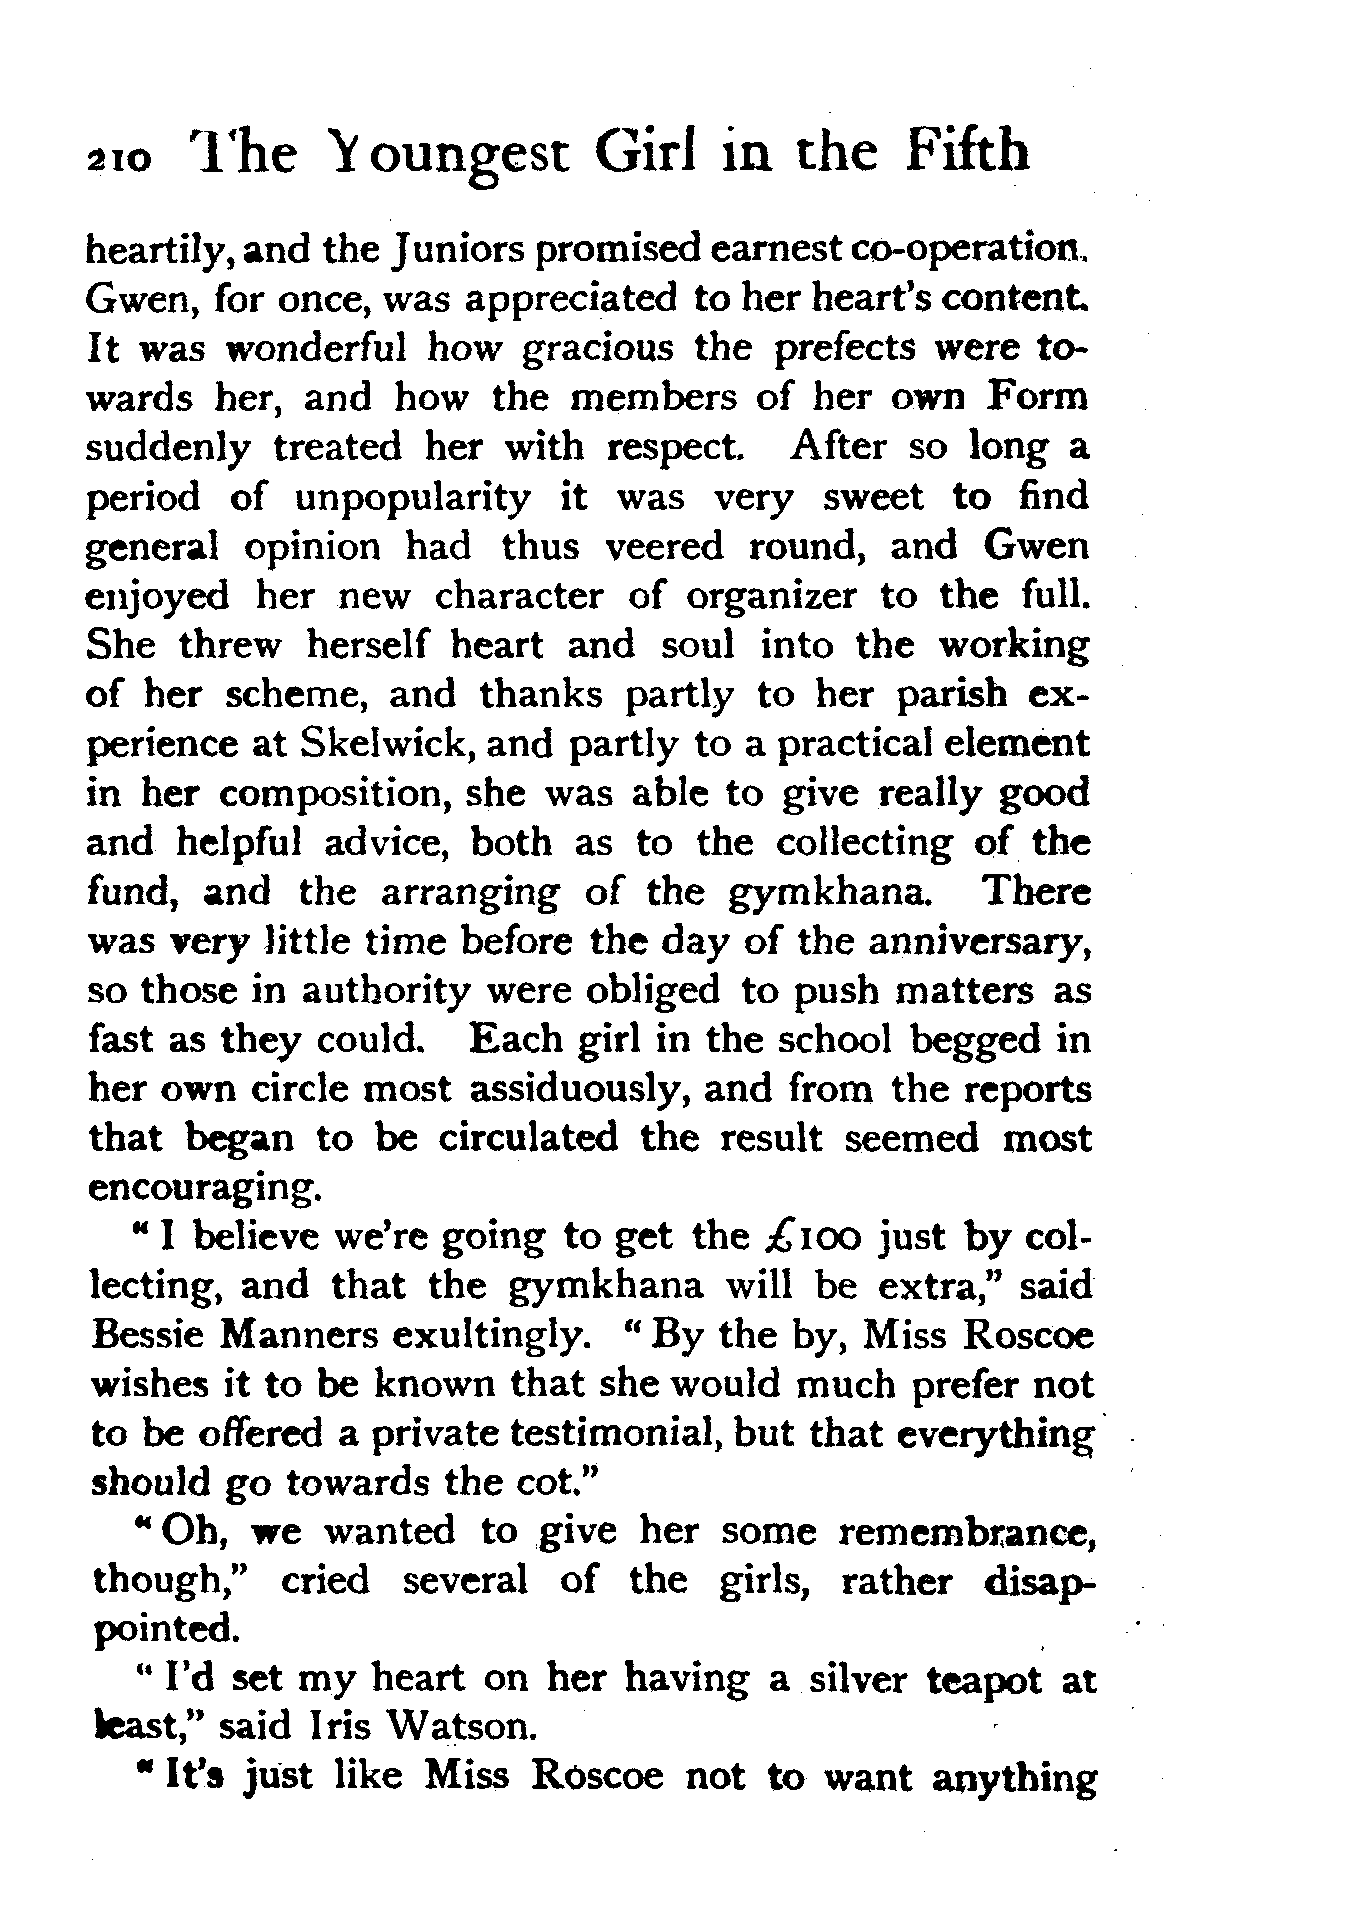 210 The Youngest Girl in the Fifth
heartily, and the Juniors promised earnest co-operation.
Gwen, for once, was appreciated to her heart's content.
It was wonderful how gracious the prefects were to-
wards her, and how the members of her own Form
suddenly treated her with respect. After so long a
period of unpopularity it was very sweet to find
general opinion had thus veered round, and Gwen
enjoyed her new character of organizer to the full.
She threw herself heart and soul into the working
of her scheme, and thanks partly to her parish ex-
perience at Skelwick, and partly to a practical element
in her composition, she was able to give really good
and helpful advice, both as to the collecting of the
fund, and the arranging of the gymkhana. There
was very little time before the day of the anniversary,
so those in authority were obliged to push matters as
fast as they could. Each girl in the school begged in
her own circle most assiduously, and from the reports
that began to be circulated the result seemed most
encouraging.
"I believe we're going to get the £100 just by col-
lecting, and that the gymkhana will be extra," said
Bessie Manners exultingly. "By the by, Miss Roscoe
wishes it to be known that she would much prefer not
to be offered a private testimonial, but that everything
should go towards the cot."
"Oh, we wanted to give her some remembrance,
though," cried several of the girls, rather disap-
pointed.
"I'd set my heart on her having a silver teapot at
least," said Iris Watson.
"It's just like Miss Roscoe not to want anything